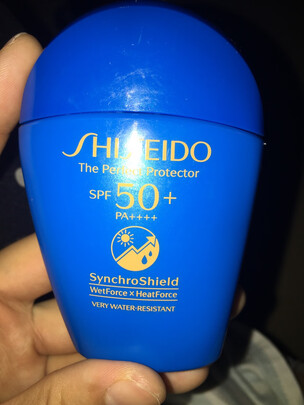 SHISEIDO
The Perfect Protector
SPF 50+
PA++++
SynchroShield
WetForce × HeatForce
VERY WATER-RESISTANT